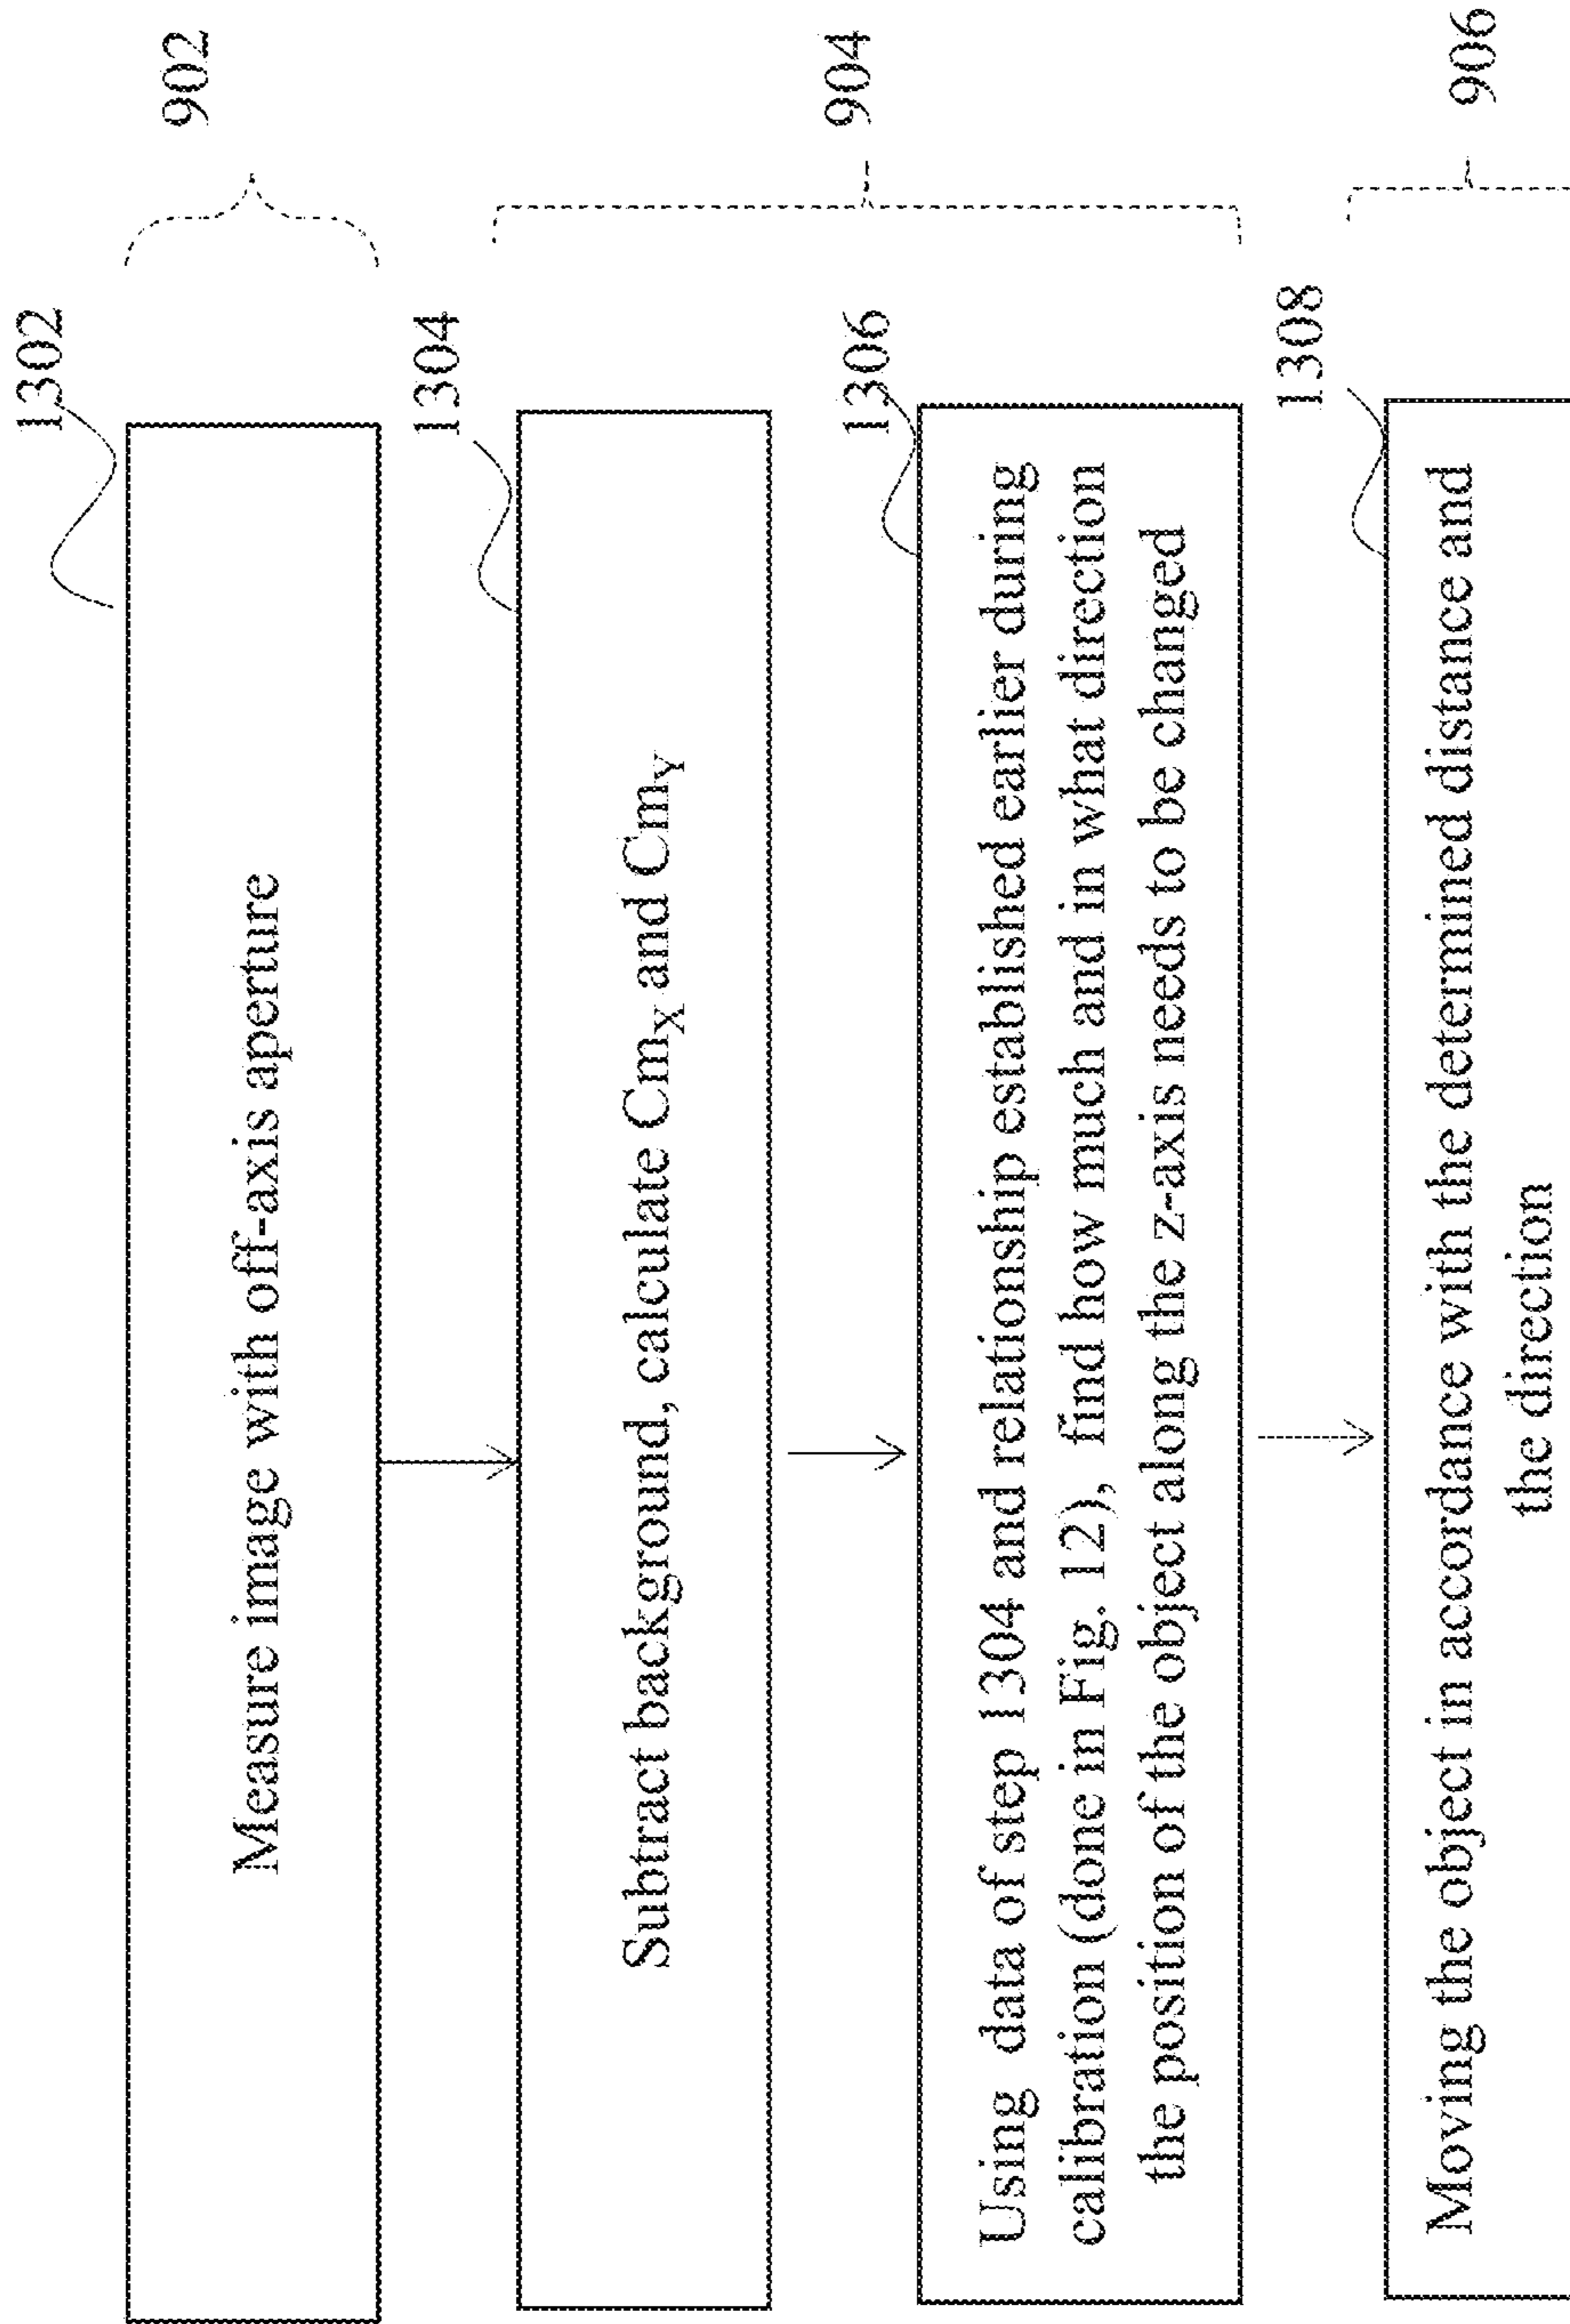 1302
Measure image with off-axis aperture
902
1304
Subtract background, calculate CmX and CmY
904
1306
Using data of step 1304 and relationship established earlier during
calibration (done in Fig. 12), find how much and in what direction
the position of the object along the z-axis needs to be changed
1308
Moving the object in accordance with the determined distance and
the direction
906